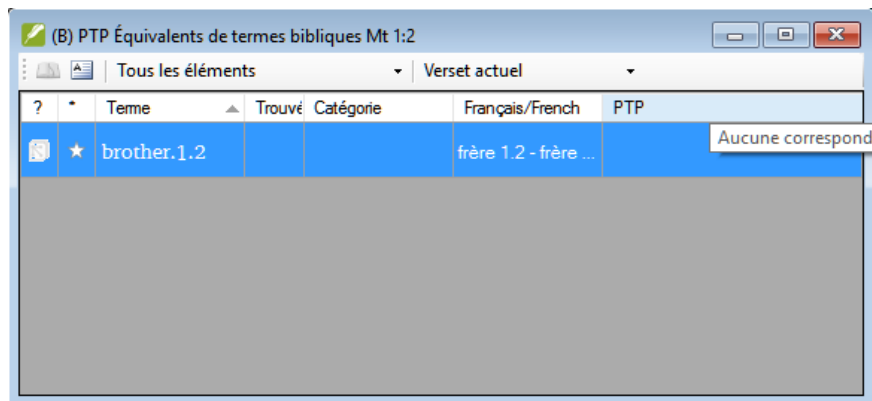 (B) PTP Équivalents de termes bibliques Mt 1:2
Tous les éléments Verset actuel
? * Terme Trouvé Catégorie Français/French PTP
Aucune correspond
brother.1.2 frère 1.2 - frère ...